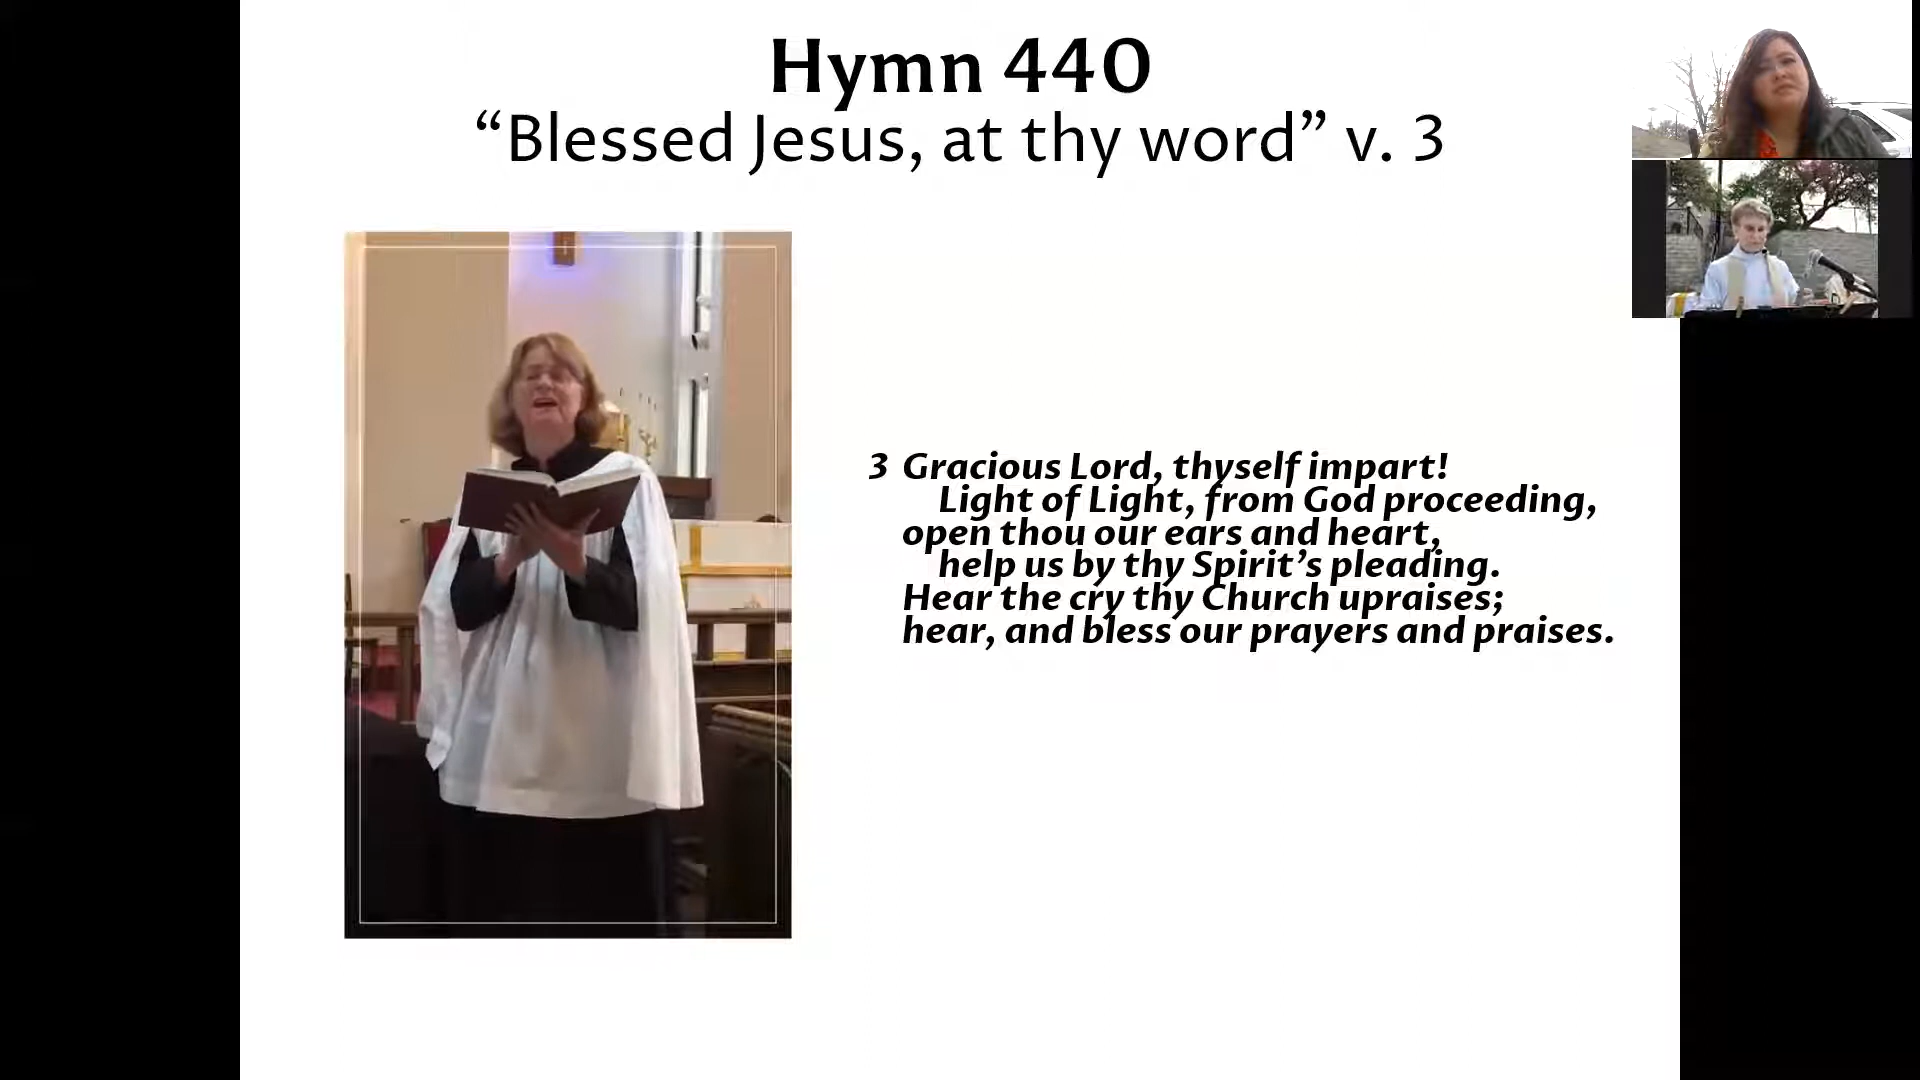 Hymn 440
“Blessed Jesus, at thy word” v. 3
3 Gracious Lord, thyself impart!
Light of Light, from God proceeding,
open thou our ears and heart,
help us by thy Spirit’s pleading.
Hear the cry thy Church upraises;
hear, and bless our prayers and praises.